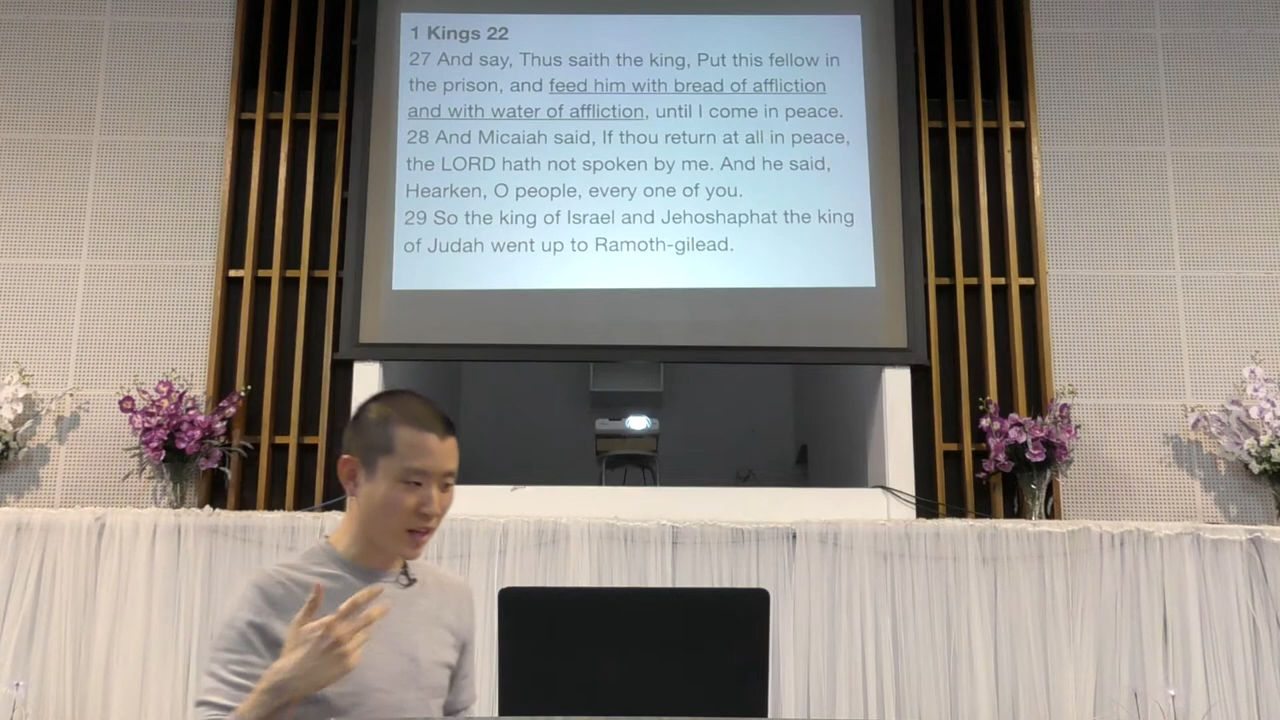 1 Kings 22
27 And say, Thus saith the king, Put this fellow in
the prison, and feed him with bread of affliction
and with water of affliction, until I come in peace.
28 And Micaiah said, If thou return at all in peace,
the LORD hath not spoken by me. And he said,
Hearken, O people, every one of you.
29 So the king of Israel and Jehoshaphat the king
of Judah went up to Ramoth-gilead.